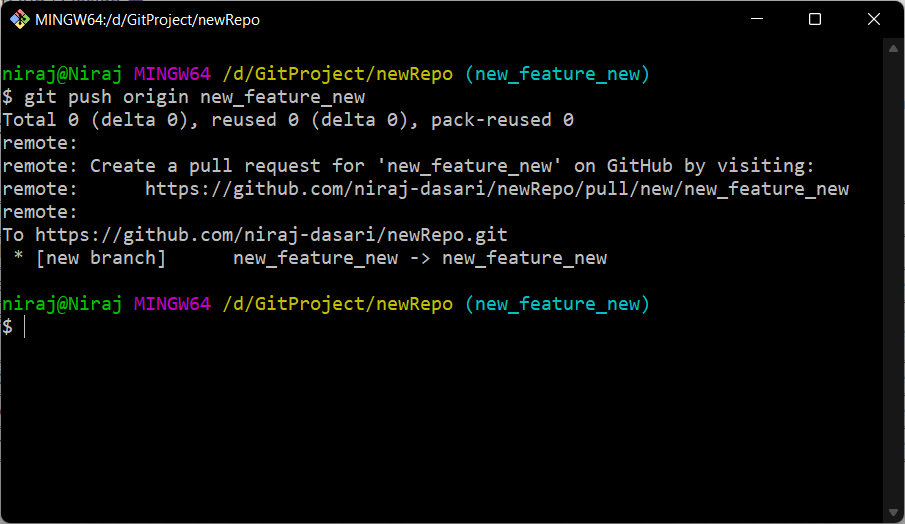 MINGW64:/d/GitProject/newRepo
niraj@Niraj MINGW64 /d/GitProject/newRepo (new_feature_new)
$ git push origin new_feature_new
Total 0 (delta 0), reused 0 (delta 0), pack-reused 0
remote:
remote: Create a pull request for 'new_feature_new' on GitHub by visiting:
remote:      https://github.com/niraj-dasari/newRepo/pull/new/new_feature_new
remote:
To https://github.com/niraj-dasari/newRepo.git
 * [new branch]      new_feature_new -> new_feature_new
niraj@Niraj MINGW64 /d/GitProject/newRepo (new_feature_new)
$